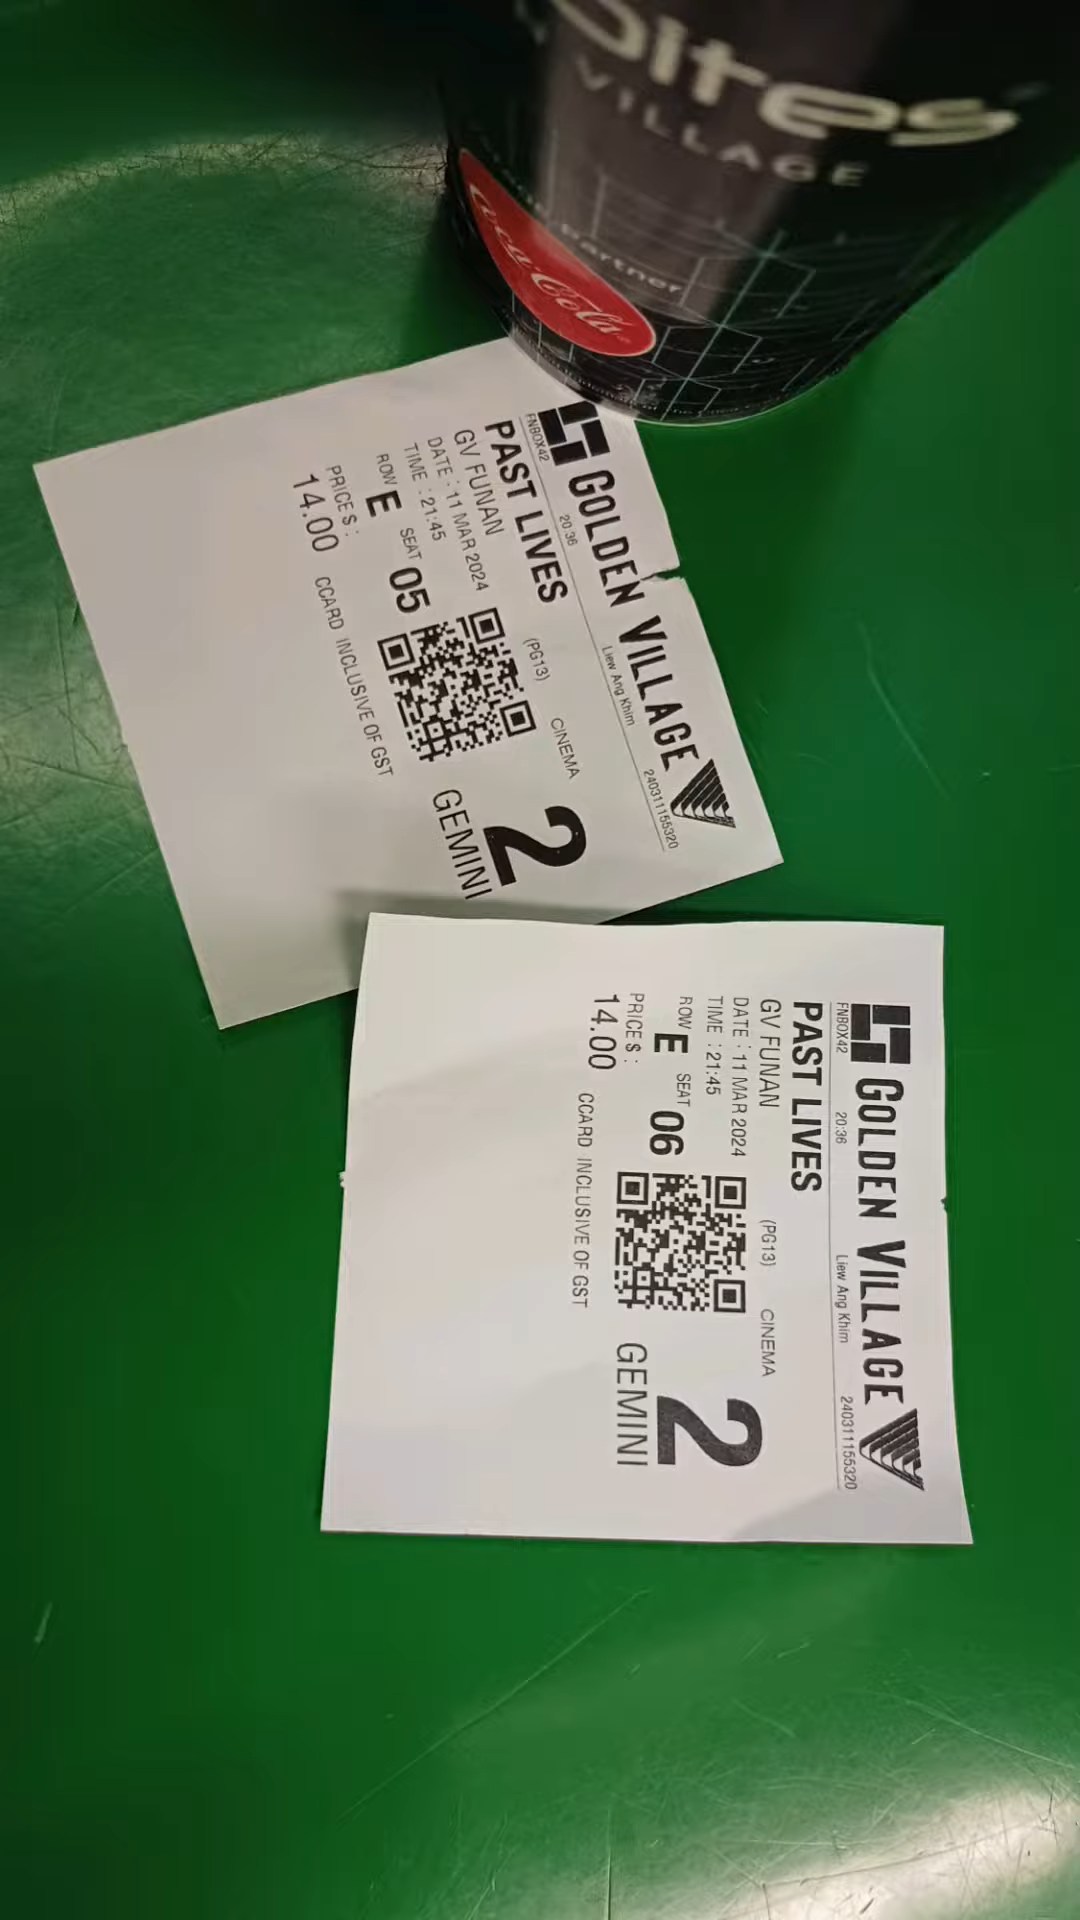 VILLAGE
partner
Coca-Cola
GOLDEN VILLAGE
FNBOX42 20:36 Liew Ang Khim 240311155320
PAST LIVES (PG13) CINEMA 2
GV FUNAN
DATE : 11 MAR 2024
TIME : 21:45
GEMINI
ROW E SEAT 05
PRICE $ :
14.00 CCARD INCLUSIVE OF GST
GOLDEN VILLAGE
FNBOX42 20:36 Liew Ang Khim 240311155320
PAST LIVES
GV FUNAN (PG13) CINEMA 2
DATE : 11 MAR 2024
TIME : 21:45
GEMINI
ROW E SEAT 06
PRICE $ :
14.00 CCARD INCLUSIVE OF GST